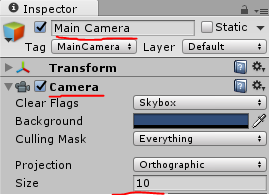 Inspector
Main Camera Static
Tag MainCamera Layer Default
Transform
Camera
Clear Flags Skybox
Background
Culling Mask Everything
Projection Orthographic
Size 10